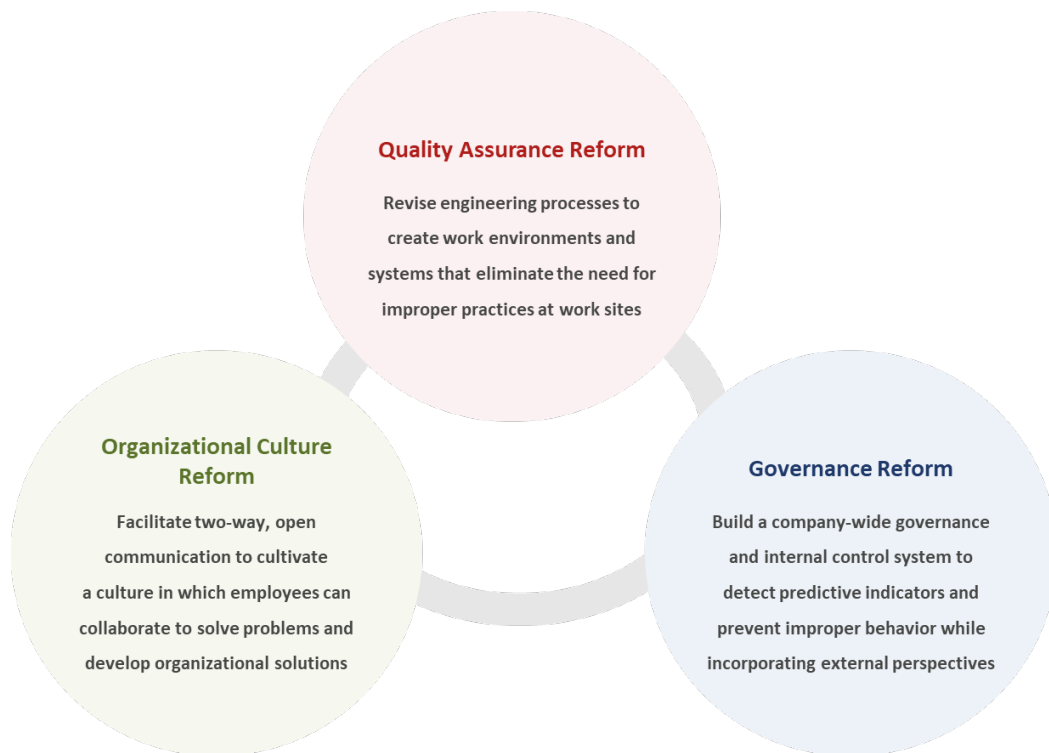 Quality Assurance Reform
Revise engineering processes to
create work environments and
systems that eliminate the need for
improper practices at work sites
Organizational Culture
Reform
Facilitate two-way, open
communication to cultivate
a culture in which employees can
collaborate to solve problems and
develop organizational solutions
Governance Reform
Build a company-wide governance
and internal control system to
detect predictive indicators and
prevent improper behavior while
incorporating external perspectives